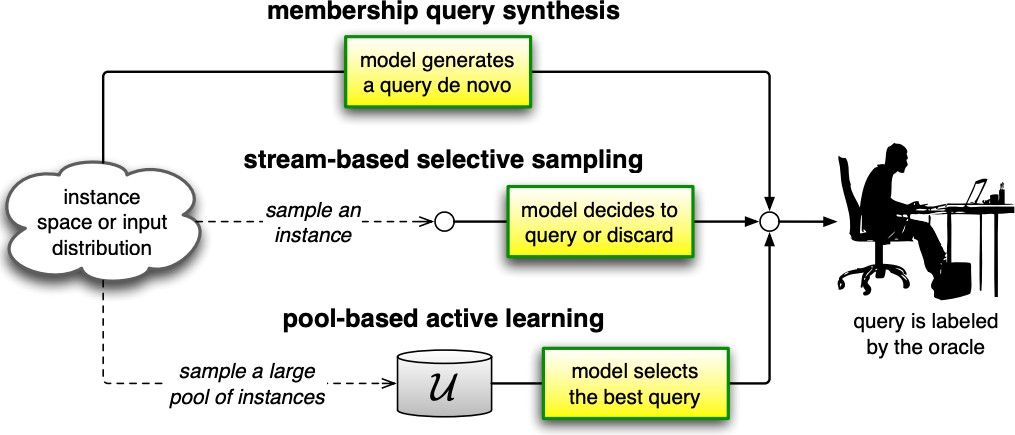 membership query synthesis
model generates
a query de novo
stream-based selective sampling
instance
space or input
distribution
sample an
instance
model decides to
query or discard
query is labeled
by the oracle
pool-based active learning
sample a large
pool of instances
U
model selects
the best query